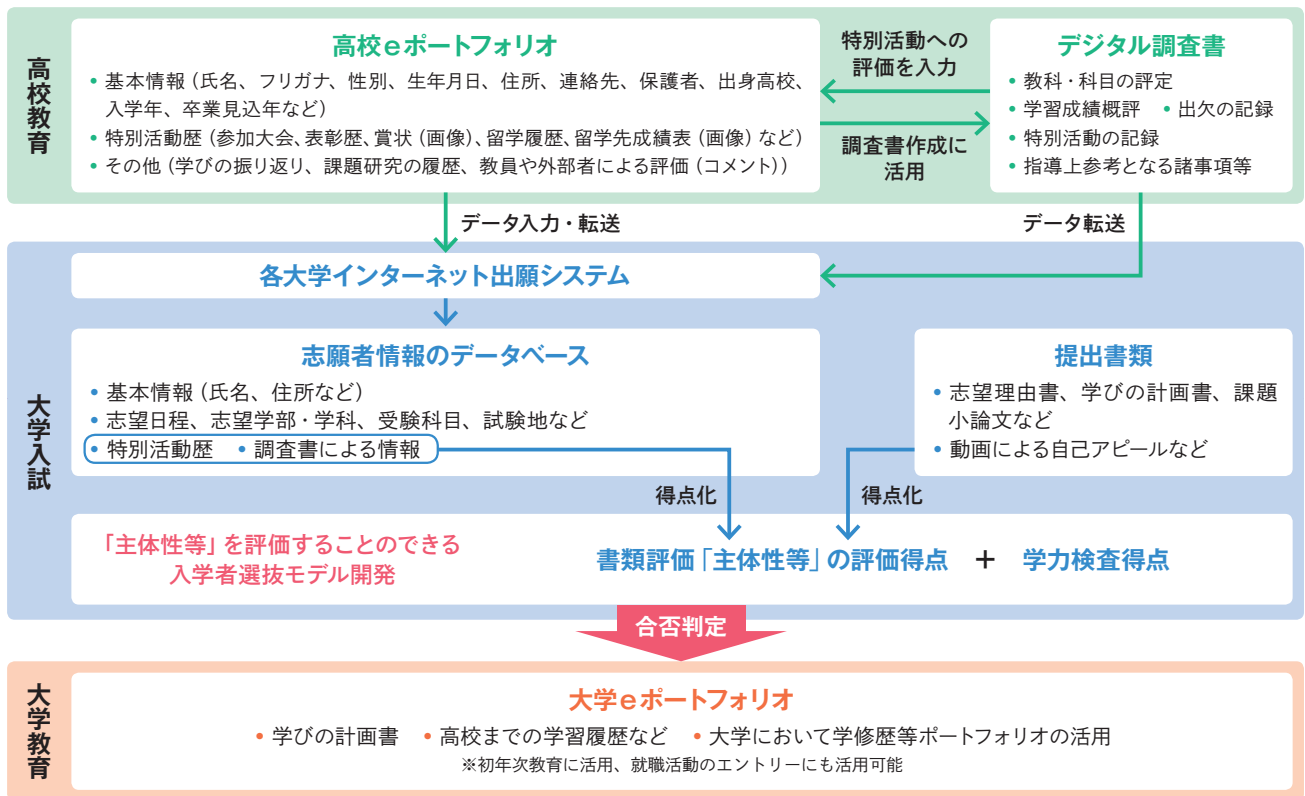 高校教育
高校eポートフォリオ
• 基本情報（氏名、フリガナ、性別、生年月日、住所、連絡先、保護者、出身高校、
入学年、卒業見込年など）
• 特別活動歴（参加大会、表彰歴、賞状（画像）、留学履歴、留学先成績表（画像）など）
• その他（学びの振り返り、課題研究の履歴、教員や外部者による評価（コメント））
特別活動への
評価を入力
調査書作成に
活用
デジタル調査書
• 教科・科目の評定
• 学習成績概評 • 出欠の記録
• 特別活動の記録
• 指導上参考となる諸事項等
データ入力・転送
データ転送
大学入試
各大学インターネット出願システム
志願者情報のデータベース
• 基本情報（氏名、住所など）
• 志望日程、志望学部・学科、受験科目、試験地など
• 特別活動歴 • 調査書による情報
提出書類
• 志望理由書、学びの計画書、課題
小論文など
• 動画による自己アピールなど
得点化
得点化
「主体性等」を評価することのできる
入学者選抜モデル開発
書類評価「主体性等」の評価得点 + 学力検査得点
合否判定
大学教育
大学eポートフォリオ
• 学びの計画書 • 高校までの学習履歴など • 大学において学修歴等ポートフォリオの活用
※初年次教育に活用、就職活動のエントリーにも活用可能